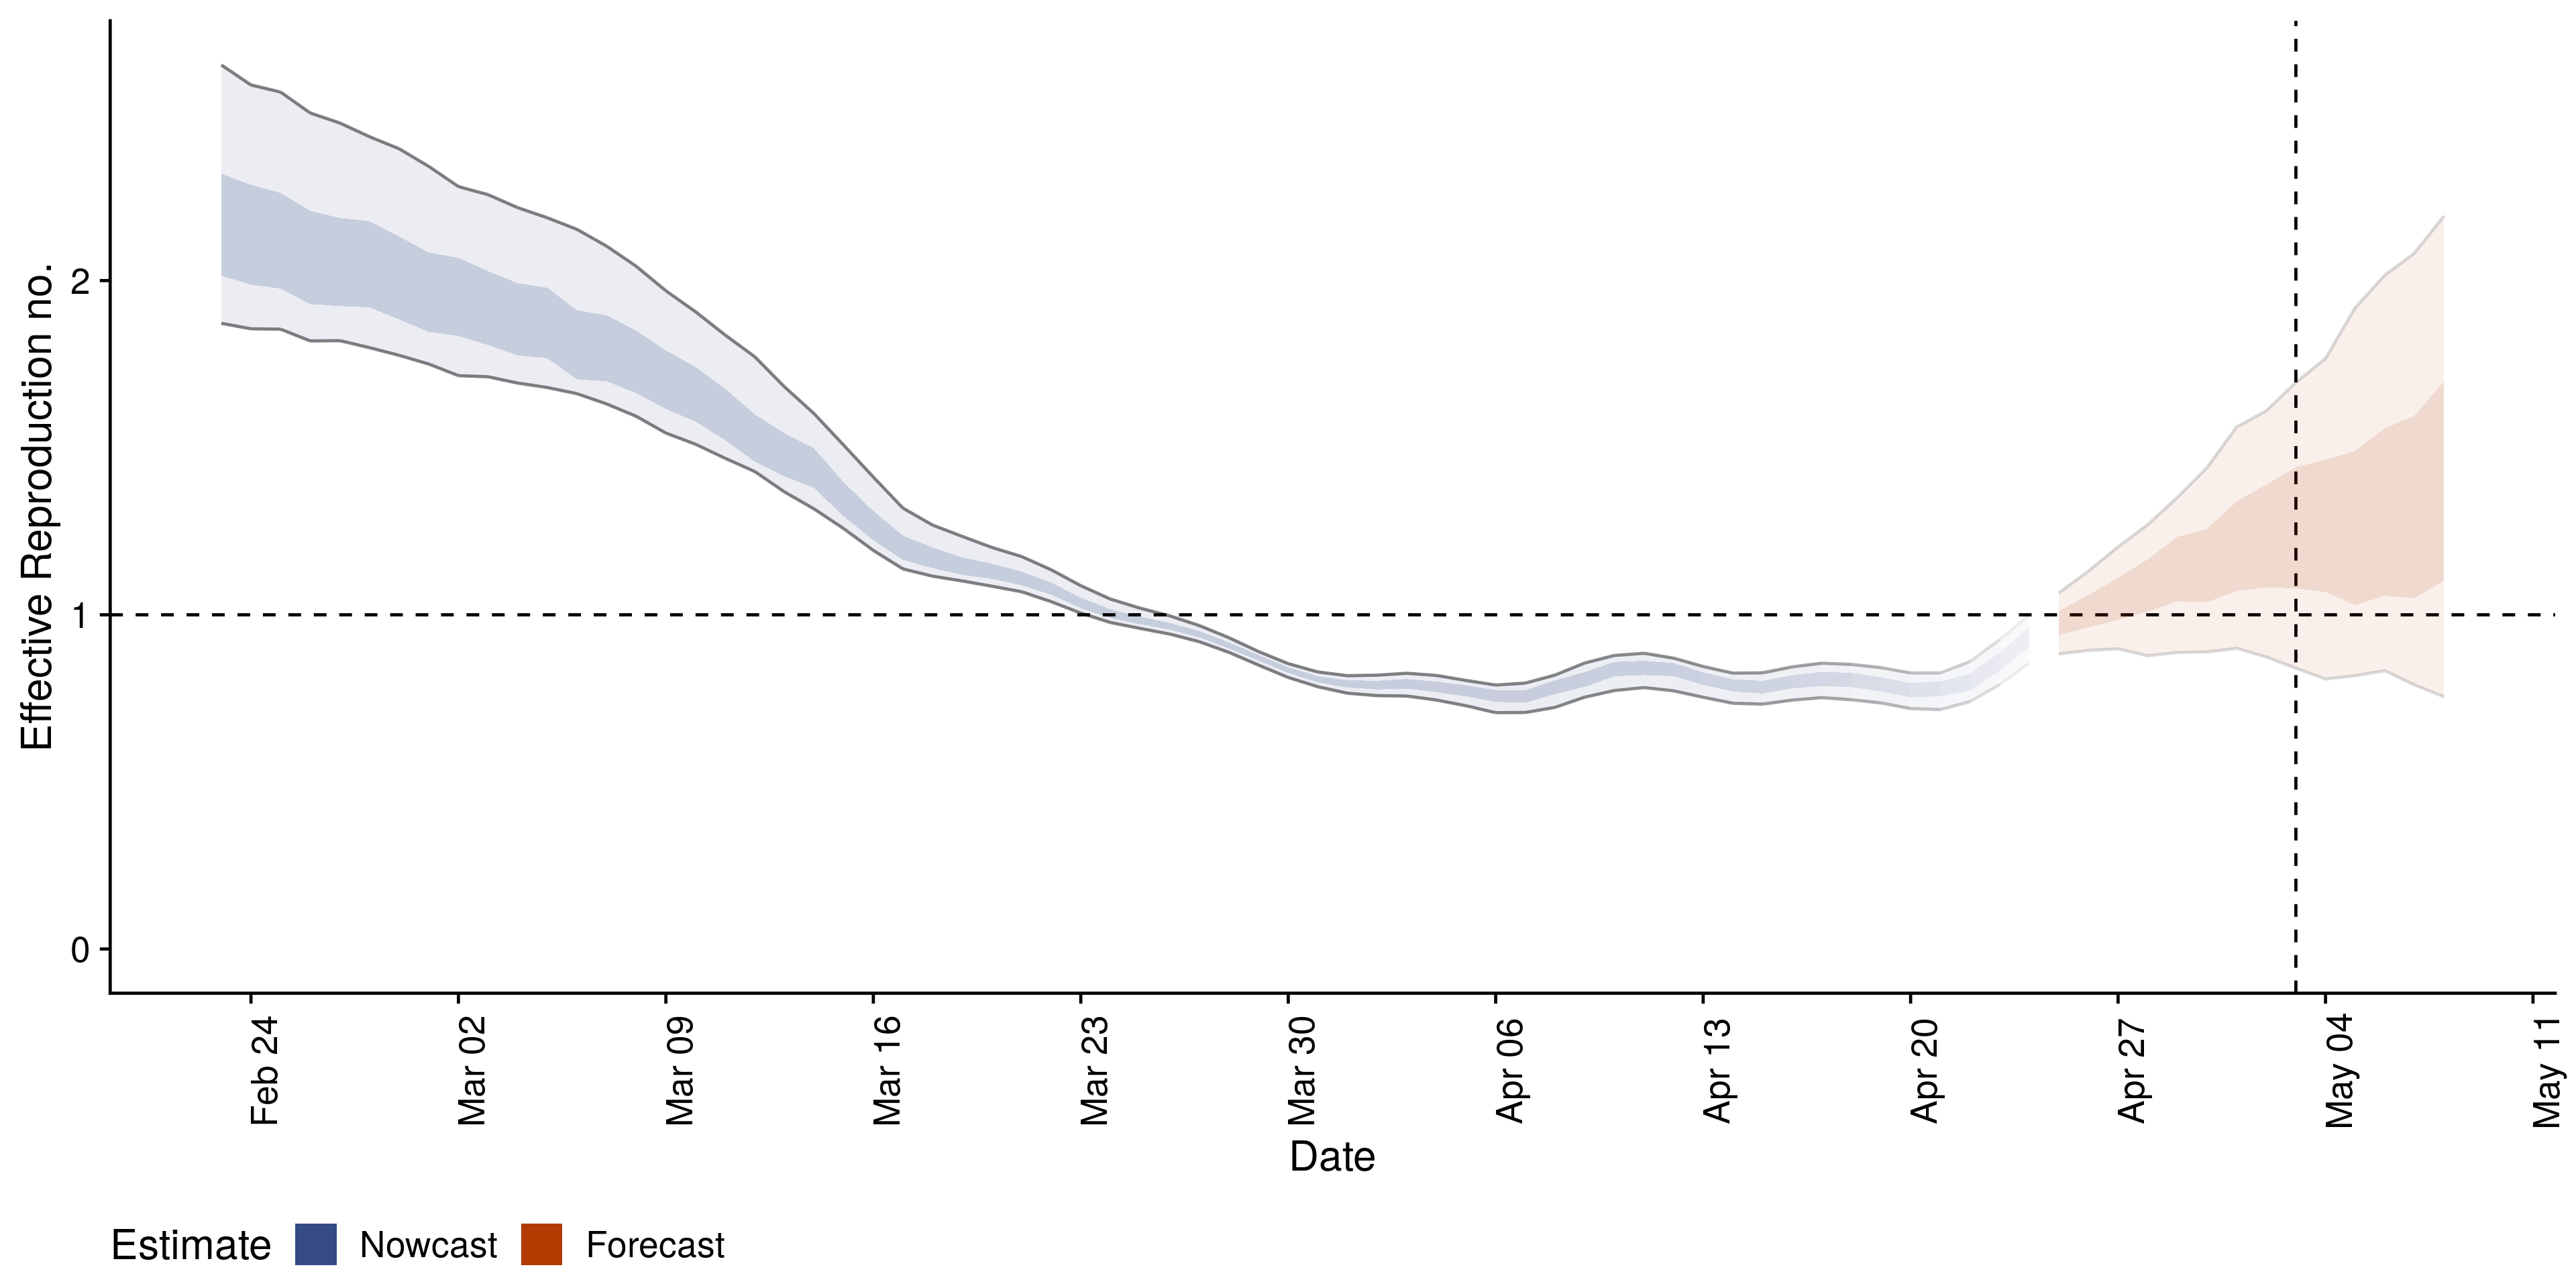 Effective Reproduction no.
2
1
0
Feb 24
Mar 02
Mar 09
Mar 16
Mar 23
Mar 30
Apr 06
Apr 13
Apr 20
Apr 27
May 04
May 11
Date
Estimate Nowcast Forecast